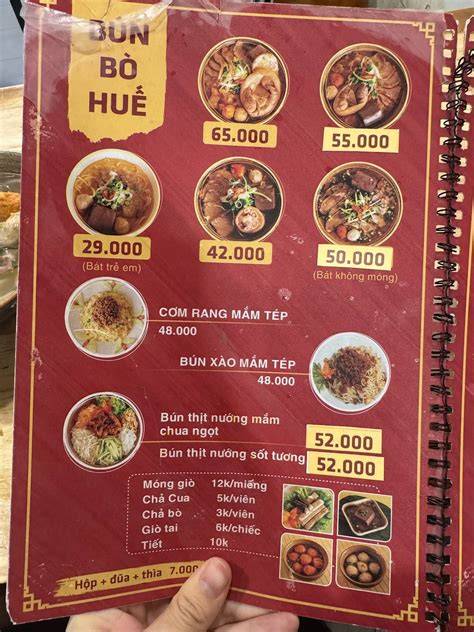 BÚN
BÒ
HUẾ
65.000
55.000
29.000
(Bát trẻ em)
42.000
50.000
(Bát không móng)
CƠM RANG MẮM TÉP
48.000
BÚN XÀO MẮM TÉP
48.000
Bún thịt nướng mắm
chua ngọt
52.000
Bún thịt nướng sốt tương
52.000
Móng giò 12k/miếng
Chả Cua 5k/viên
Chả bò 3k/viên
Giò tai 6k/chiếc
Tiết 10k
Hộp + đũa + thìa 7.000